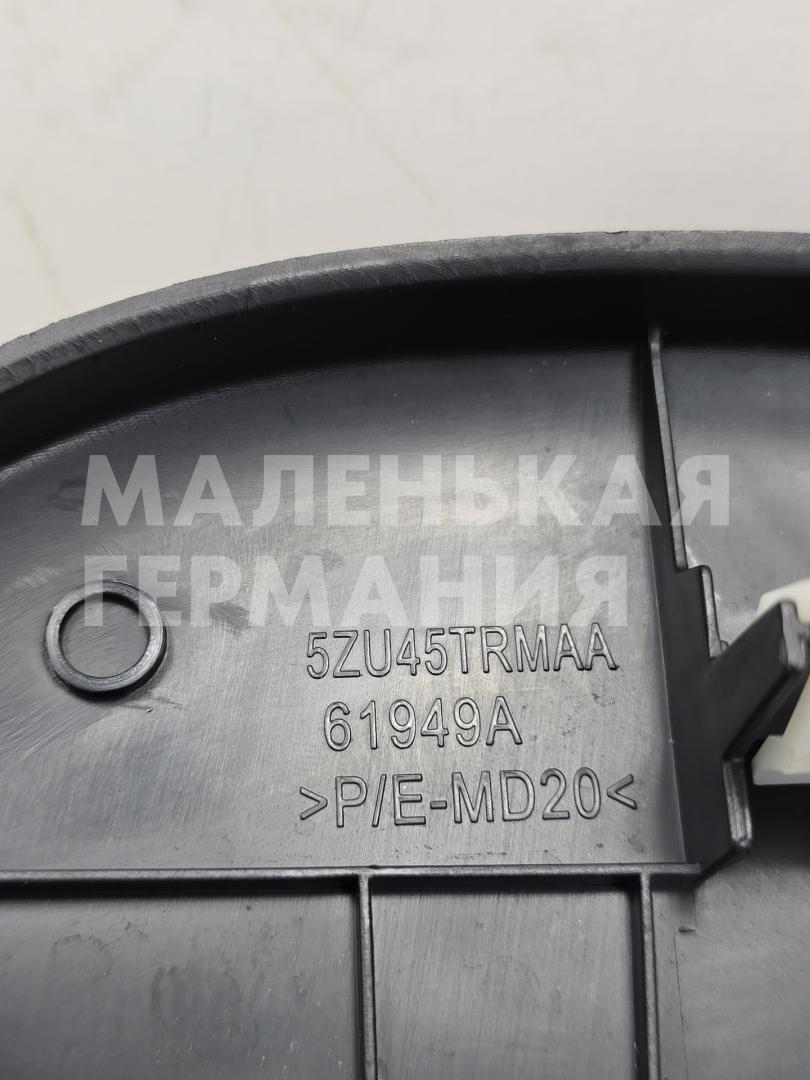 МАЛЕНЬКАЯ
ГЕРМАНИЯ
5ZU45TRMAA
61949A
>P/E-MD20<